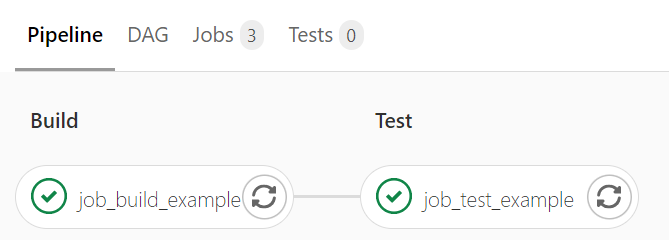 Pipeline DAG Jobs 3 Tests 0
Build Test
job_build_example job_test_example